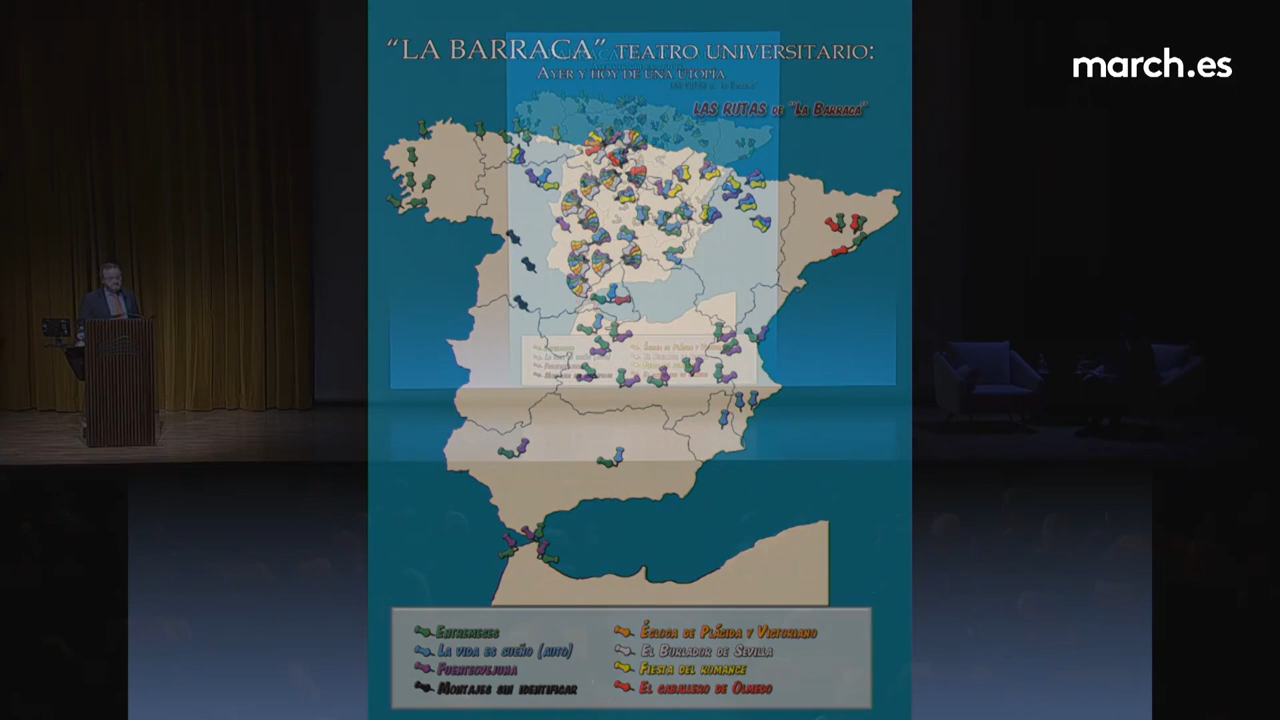 march.es
"LA BARRACA" TEATRO UNIVERSITARIO:
AYER Y HOY DE UNA UTOPÍA
LAS RUTAS DE "LA BARRACA"
ENTREMESES
LA VIDA ES SUEÑO (AUTO)
FUENTEOVEJUNA
MONTAJES SIN IDENTIFICAR
ÉGLOGA DE PLÁCIDA Y VICTORIANO
EL BURLADOR DE SEVILLA
FIESTA DEL ROMANCE
EL CABALLERO DE OLMEDO